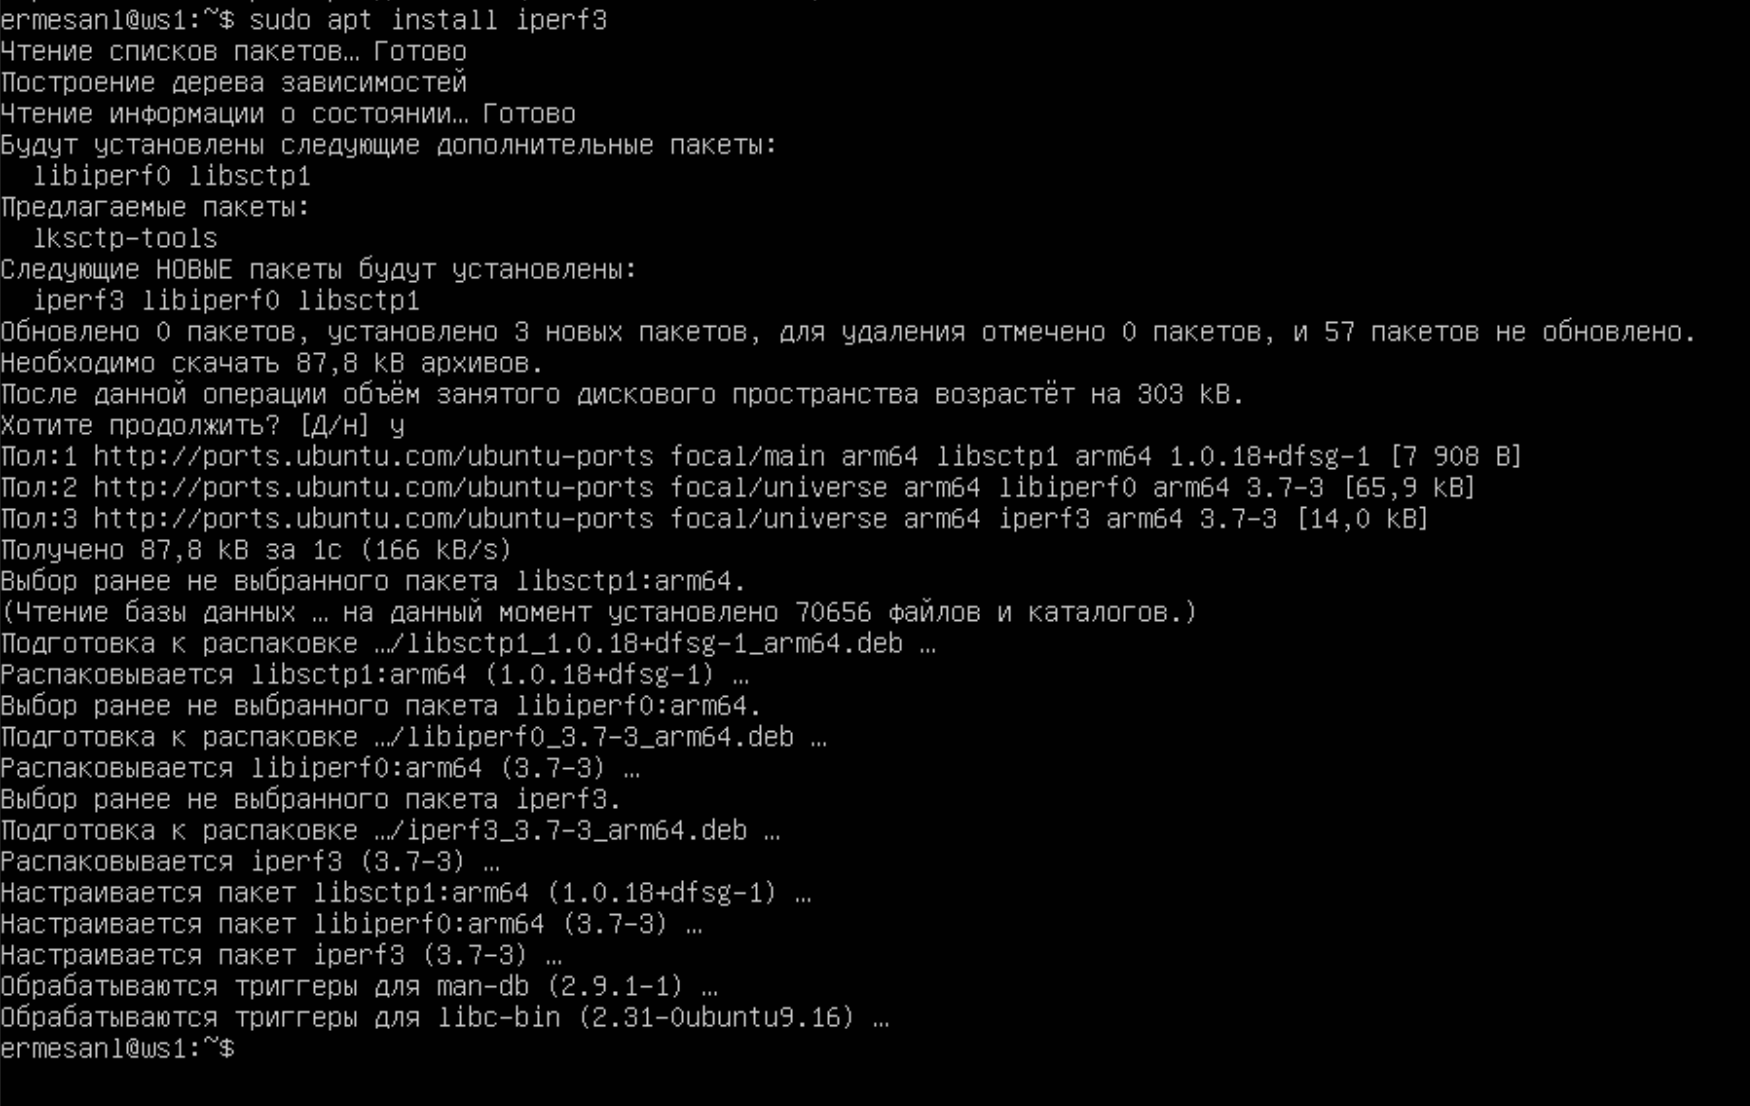 ermesanl@ws1:~$ sudo apt install iperf3
Чтение списков пакетов… Готово
Построение дерева зависимостей
Чтение информации о состоянии… Готово
Будут установлены следующие дополнительные пакеты:
  libiperf0 libsctp1
Предлагаемые пакеты:
  lksctp-tools
Следующие НОВЫЕ пакеты будут установлены:
  iperf3 libiperf0 libsctp1
Обновлено 0 пакетов, установлено 3 новых пакетов, для удаления отмечено 0 пакетов, и 57 пакетов не обновлено.
Необходимо скачать 87,8 kB архивов.
После данной операции объём занятого дискового пространства возрастёт на 303 kB.
Хотите продолжить? [Д/н] y
Пол:1 http://ports.ubuntu.com/ubuntu-ports focal/main arm64 libsctp1 arm64 1.0.18+dfsg-1 [7 908 B]
Пол:2 http://ports.ubuntu.com/ubuntu-ports focal/universe arm64 libiperf0 arm64 3.7-3 [65,9 kB]
Пол:3 http://ports.ubuntu.com/ubuntu-ports focal/universe arm64 iperf3 arm64 3.7-3 [14,0 kB]
Получено 87,8 kB за 1с (166 kB/s)
Выбор ранее не выбранного пакета libsctp1:arm64.
(Чтение базы данных … на данный момент установлено 70656 файлов и каталогов.)
Подготовка к распаковке …/libsctp1_1.0.18+dfsg-1_arm64.deb …
Распаковывается libsctp1:arm64 (1.0.18+dfsg-1) …
Выбор ранее не выбранного пакета libiperf0:arm64.
Подготовка к распаковке …/libiperf0_3.7-3_arm64.deb …
Распаковывается libiperf0:arm64 (3.7-3) …
Выбор ранее не выбранного пакета iperf3.
Подготовка к распаковке …/iperf3_3.7-3_arm64.deb …
Распаковывается iperf3 (3.7-3) …
Настраивается пакет libsctp1:arm64 (1.0.18+dfsg-1) …
Настраивается пакет libiperf0:arm64 (3.7-3) …
Настраивается пакет iperf3 (3.7-3) …
Обрабатываются триггеры для man-db (2.9.1-1) …
Обрабатываются триггеры для libc-bin (2.31-0ubuntu9.16) …
ermesanl@ws1:~$